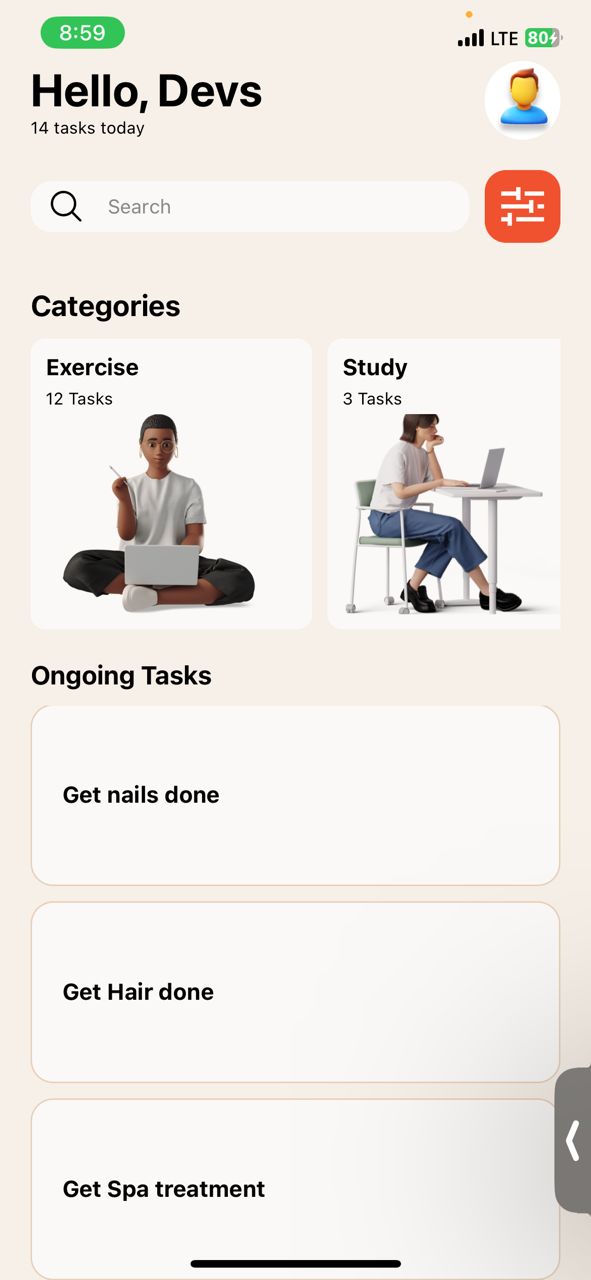 8:59
LTE 80
Hello, Devs
14 tasks today
Search
Categories
Exercise
12 Tasks
Study
3 Tasks
Ongoing Tasks
Get nails done
Get Hair done
Get Spa treatment